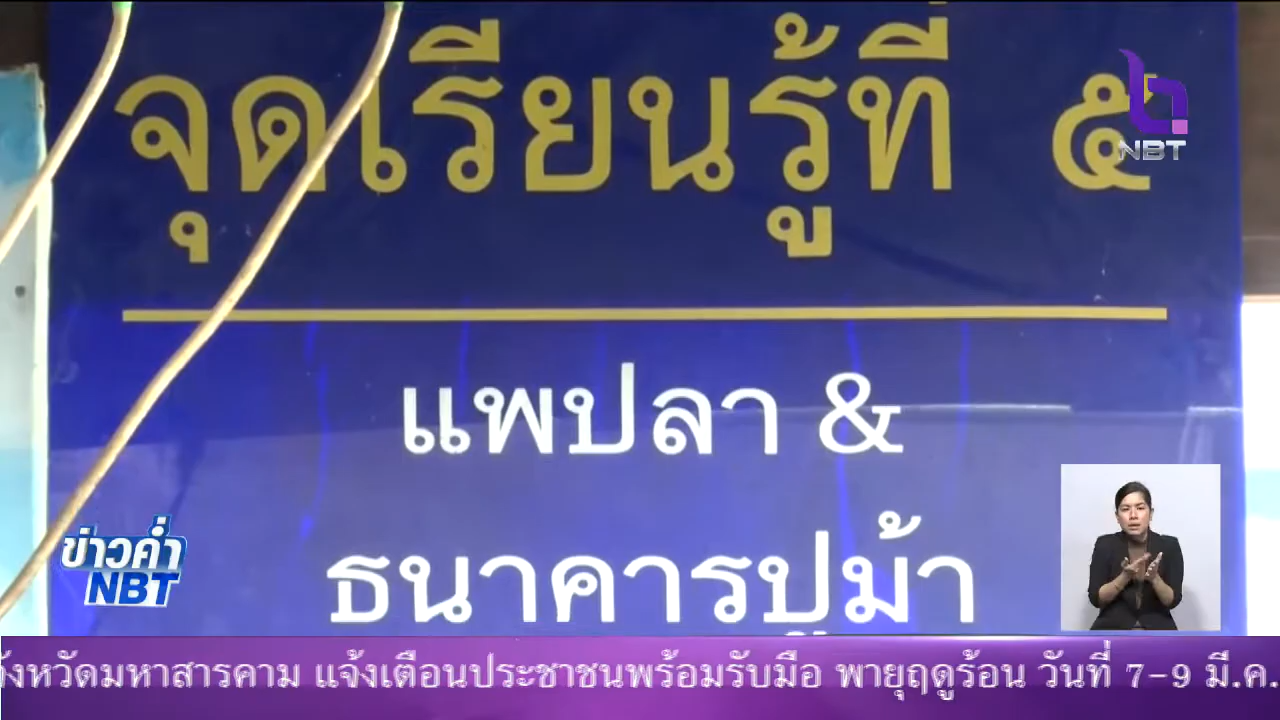 จุดเรียนรู้ที่ ๕
NBT
แพปลา &
ธนาคารปูม้า
ข่าวค่ำ
NBT
จังหวัดมหาสารคาม แจ้งเตือนประชาชนพร้อมรับมือ พายุฤดูร้อน วันที่ 7-9 มี.ค.